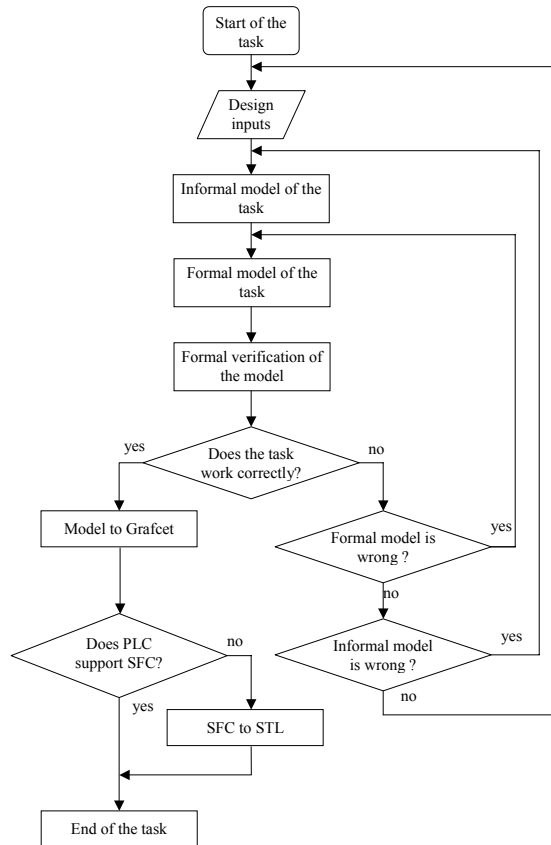 Start of the
task
Design
inputs
Informal model of the
task
Formal model of the
task
Formal verification of
the model
yes
Does the task
work correctly?
no
Model to Grafcet
Formal model is
wrong ?
yes
no
Does PLC
support SFC?
no
Informal model
is wrong ?
yes
yes
no
SFC to STL
End of the task